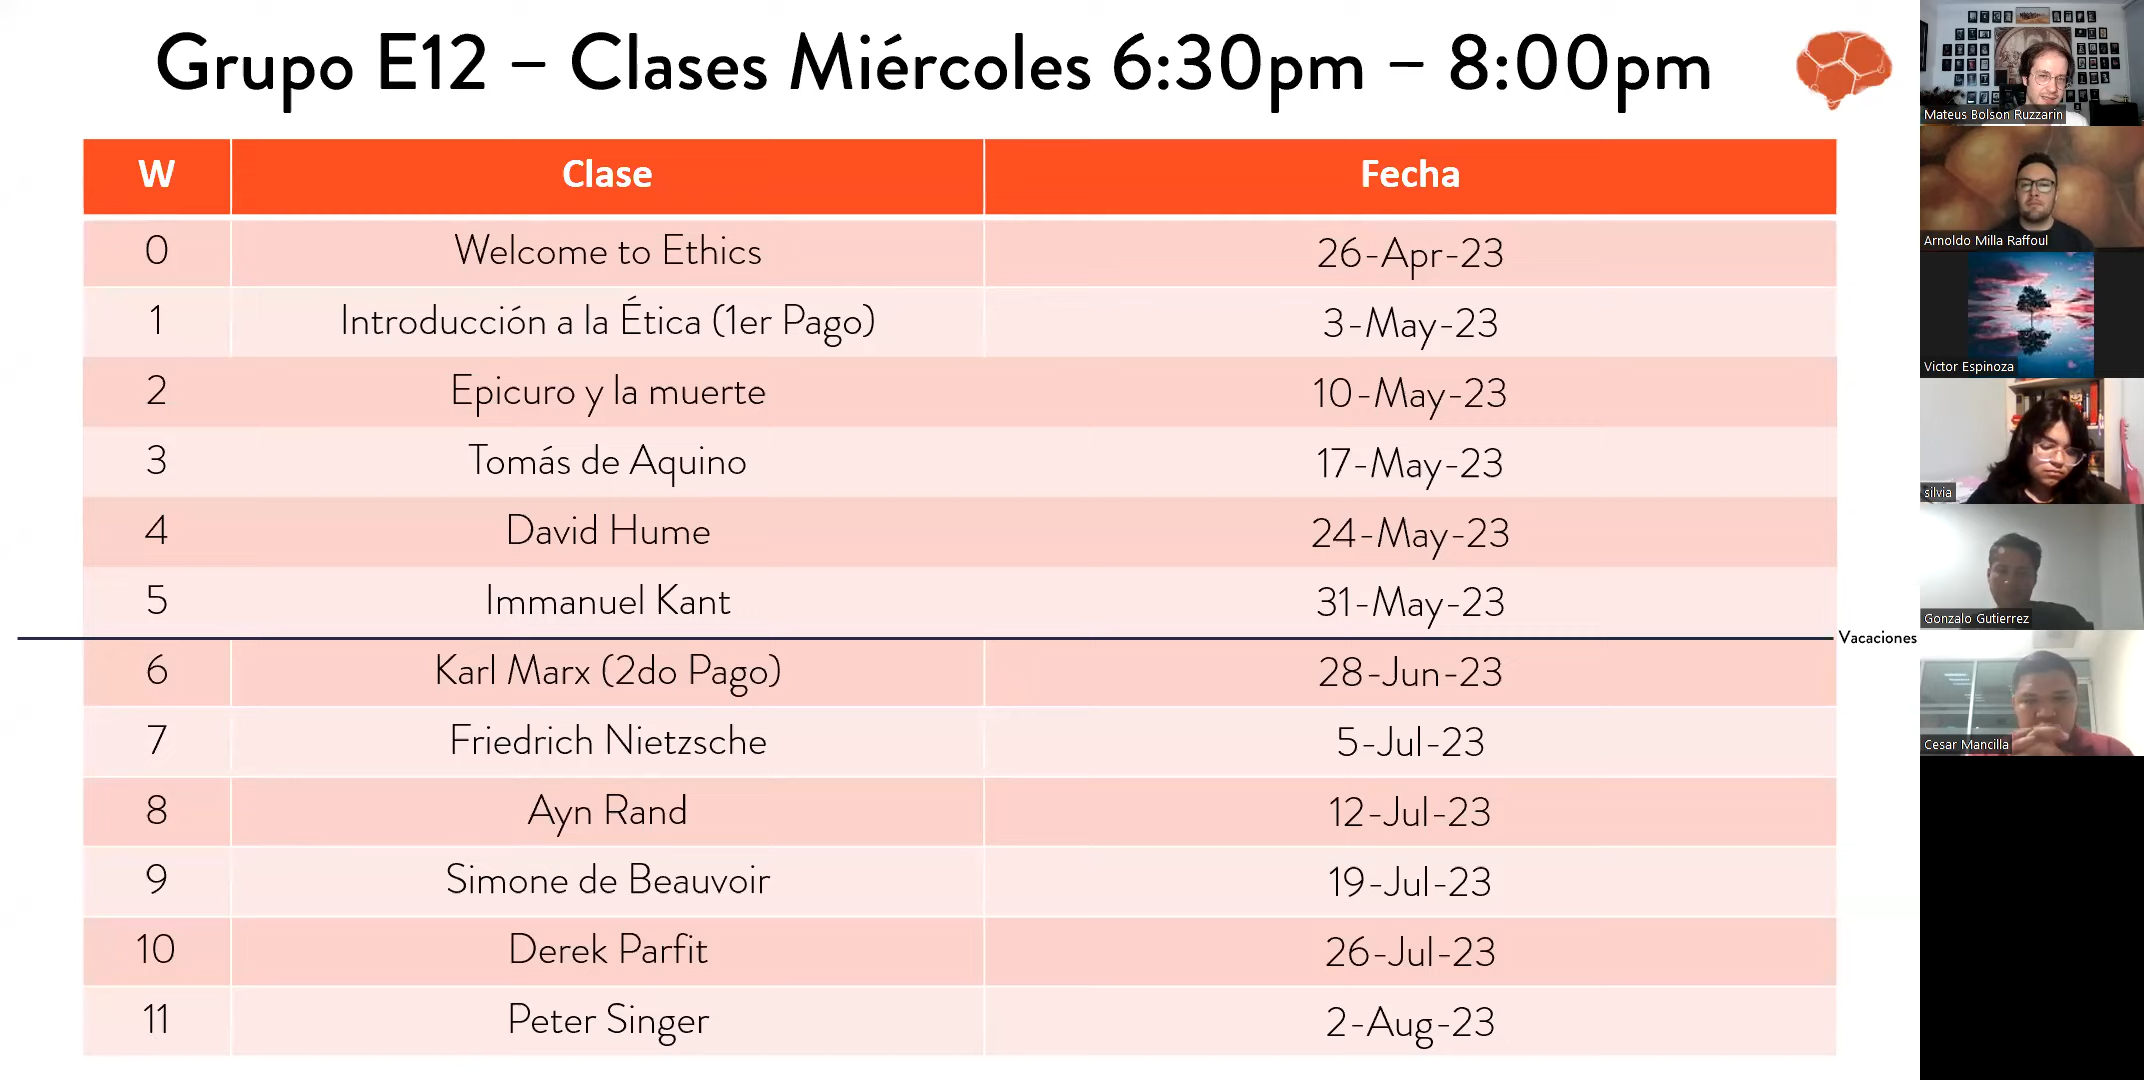 Grupo E12 – Clases Miércoles 6:30pm – 8:00pm
W Clase Fecha
0 Welcome to Ethics 26-Apr-23
1 Introducción a la Ética (1er Pago) 3-May-23
2 Epicuro y la muerte 10-May-23
3 Tomás de Aquino 17-May-23
4 David Hume 24-May-23
5 Immanuel Kant 31-May-23
Vacaciones
6 Karl Marx (2do Pago) 28-Jun-23
7 Friedrich Nietzsche 5-Jul-23
8 Ayn Rand 12-Jul-23
9 Simone de Beauvoir 19-Jul-23
10 Derek Parfit 26-Jul-23
11 Peter Singer 2-Aug-23
Mateus Bolson Ruzzarin
Arnoldo Milla Raffoul
Victor Espinoza
silvia
Gonzalo Gutierrez
Cesar Mancilla